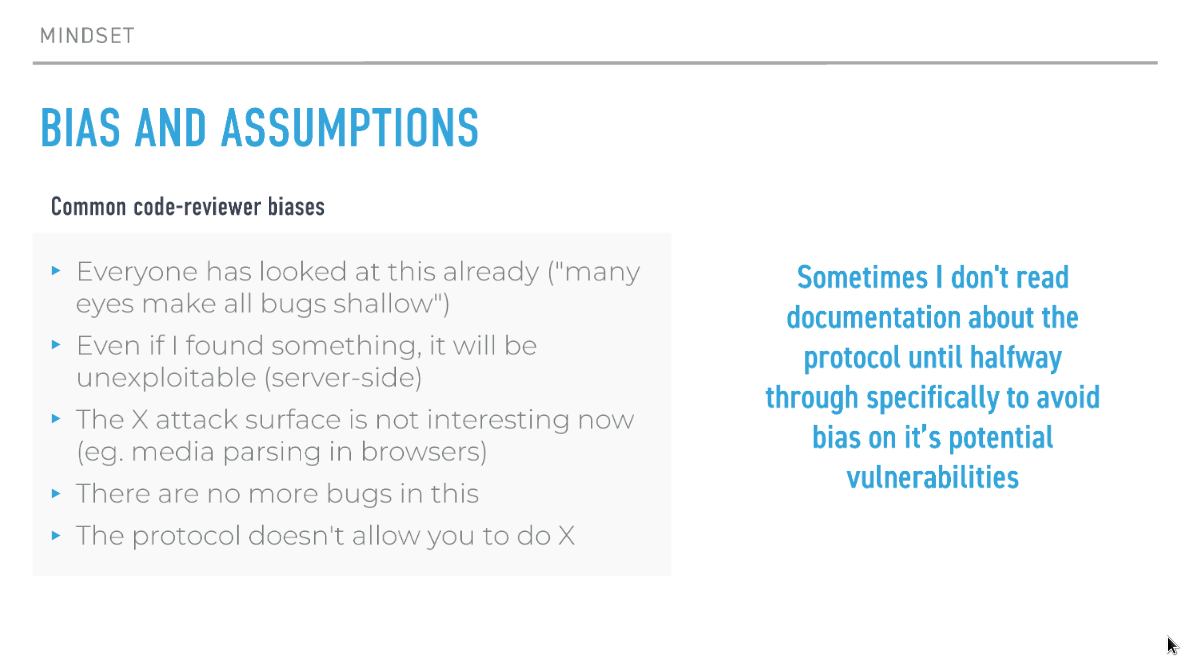 MINDSET
BIAS AND ASSUMPTIONS
Common code-reviewer biases
‣ Everyone has looked at this already ("many
eyes make all bugs shallow")
‣ Even if I found something, it will be
unexploitable (server-side)
‣ The X attack surface is not interesting now
(eg. media parsing in browsers)
‣ There are no more bugs in this
‣ The protocol doesn't allow you to do X
Sometimes I don't read
documentation about the
protocol until halfway
through specifically to avoid
bias on it’s potential
vulnerabilities